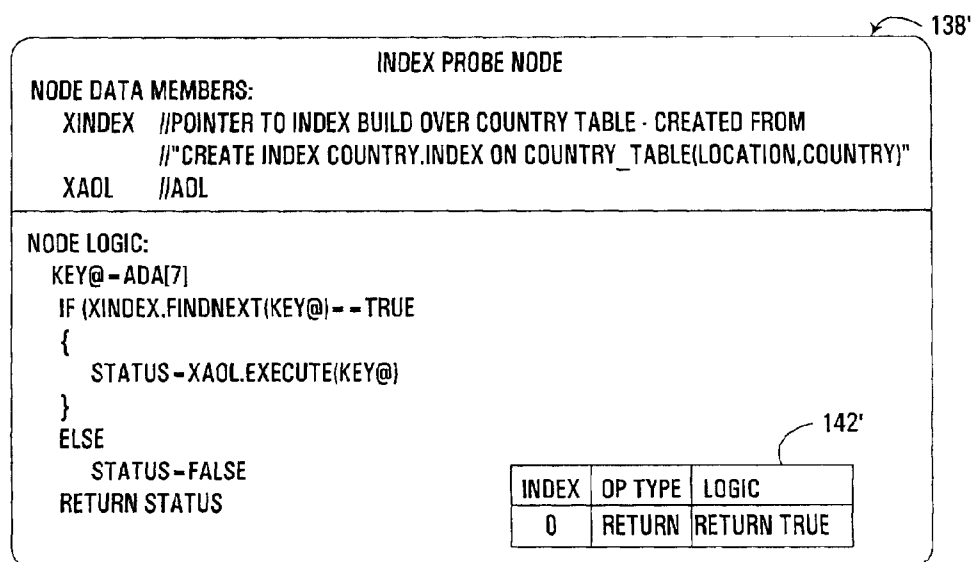 138'
INDEX PROBE NODE
NODE DATA MEMBERS:
XINDEX //POINTER TO INDEX BUILD OVER COUNTRY TABLE - CREATED FROM
//"CREATE INDEX COUNTRY.INDEX ON COUNTRY_TABLE(LOCATION,COUNTRY)"
XAOL //AOL
NODE LOGIC:
KEY@=ADA[7]
IF (XINDEX.FINDNEXT(KEY@)==TRUE
{
STATUS=XAOL.EXECUTE(KEY@)
}
ELSE
STATUS=FALSE
RETURN STATUS
142'
INDEX OP TYPE LOGIC
0 RETURN RETURN TRUE